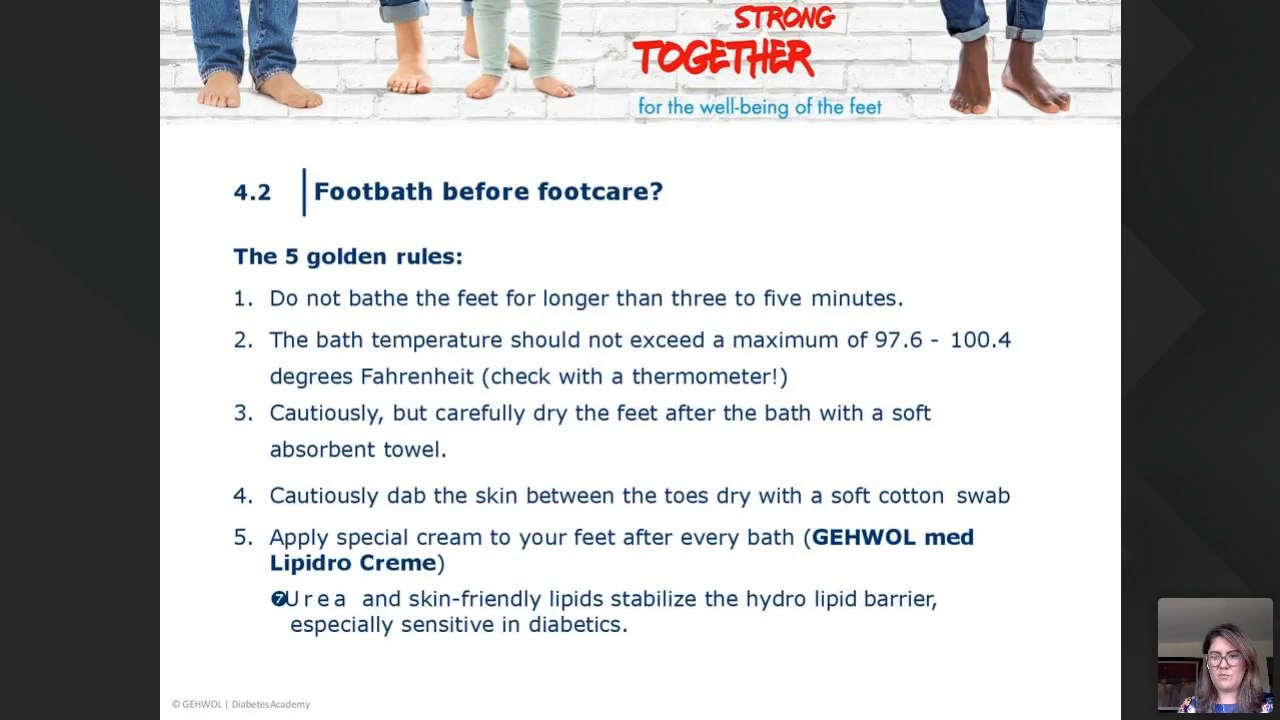 STRONG
TOGETHER
for the well-being of the feet
4.2 Footbath before footcare?
The 5 golden rules:
1. Do not bathe the feet for longer than three to five minutes.
2. The bath temperature should not exceed a maximum of 97.6 - 100.4
degrees Fahrenheit (check with a thermometer!)
3. Cautiously, but carefully dry the feet after the bath with a soft
absorbent towel.
4. Cautiously dab the skin between the toes dry with a soft cotton swab
5. Apply special cream to your feet after every bath (GEHWOL med
Lipidro Creme)
❼Urea and skin-friendly lipids stabilize the hydro lipid barrier,
especially sensitive in diabetics.
© GEHWOL | DiabetesAcademy